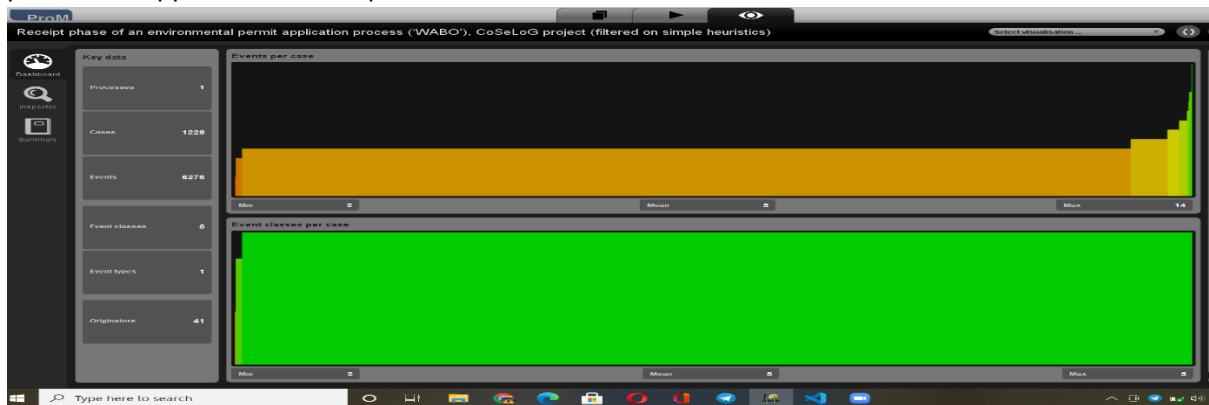 ProM
Receipt phase of an environmental permit application process ('WABO'), CoSeLoG project (filtered on simple heuristics)
Select visualisation ...
Dashboard
Inspector
Summary
Key data
Processes 1
Cases 1228
Events 6276
Event classes 5
Event types 1
Originators 41
Events per case
Min 2
Mean 5
Max 14
Event classes per case
Min 2
Mean 5
Max 5
Type here to search